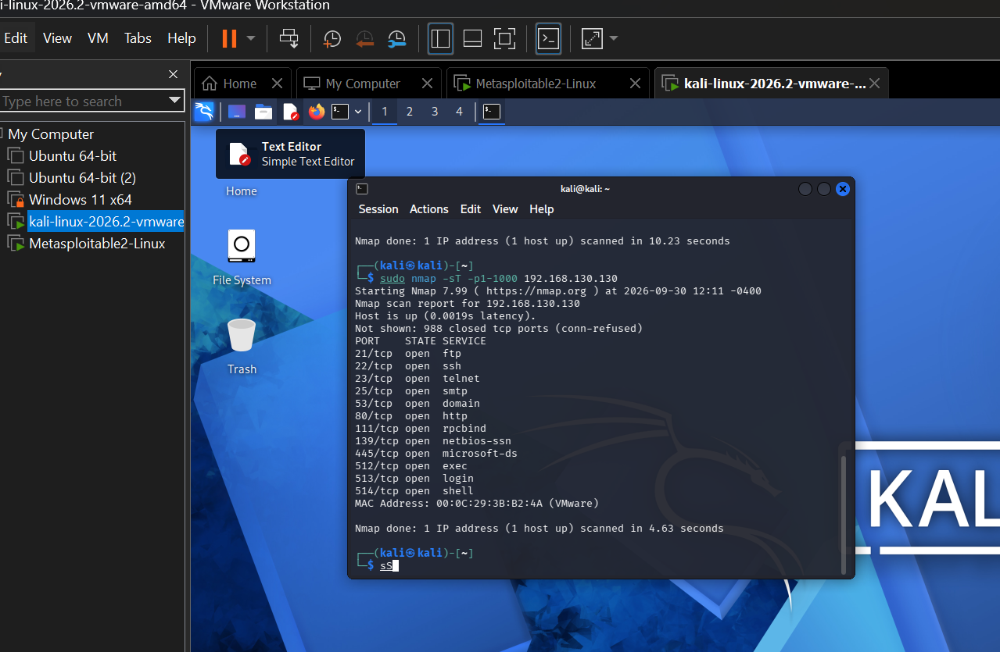 i-linux-2026.2-vmware-amd64 - VMware Workstation
Edit View VM Tabs Help
Type here to search
My Computer
Ubuntu 64-bit
Ubuntu 64-bit (2)
Windows 11 x64
kali-linux-2026.2-vmware
Metasploitable2-Linux
Home My Computer Metasploitable2-Linux kali-linux-2026.2-vmware-...
1 2 3 4
Text Editor
Simple Text Editor
Home
File System
Trash
kali@kali: ~
Session Actions Edit View Help
Nmap done: 1 IP address (1 host up) scanned in 10.23 seconds
┌──(kali㉿kali)-[~]
└─$ sudo nmap -sT -p1-1000 192.168.130.130
Starting Nmap 7.99 ( https://nmap.org ) at 2026-09-30 12:11 -0400
Nmap scan report for 192.168.130.130
Host is up (0.0019s latency).
Not shown: 988 closed tcp ports (conn-refused)
PORT STATE SERVICE
21/tcp open ftp
22/tcp open ssh
23/tcp open telnet
25/tcp open smtp
53/tcp open domain
80/tcp open http
111/tcp open rpcbind
139/tcp open netbios-ssn
445/tcp open microsoft-ds
512/tcp open exec
513/tcp open login
514/tcp open shell
MAC Address: 00:0C:29:3B:B2:4A (VMware)
Nmap done: 1 IP address (1 host up) scanned in 4.63 seconds
┌──(kali㉿kali)-[~]
└─$ sS
KAL